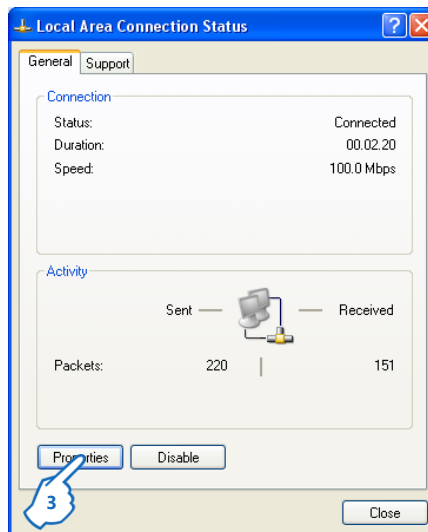 Local Area Connection Status
General Support
Connection
Status: Connected
Duration: 00.02.20
Speed: 100.0 Mbps
Activity
Sent Received
Packets: 220 151
Properties Disable
3
Close